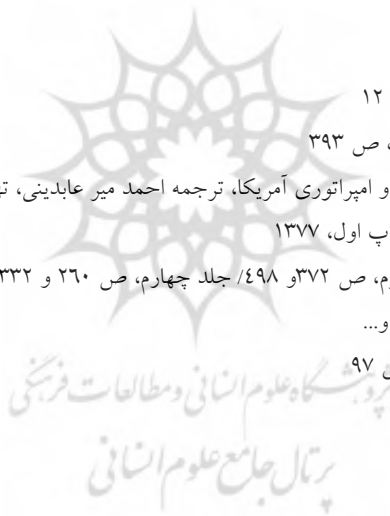 ۱۲
، ص ۳۹۳
و امپراتوری آمریکا، ترجمه احمد میر عابدینی، ته
پ اول، ۱۳۷۷
م، ص ۳۷۲و ٤۹۸/ جلد چهارم، ص ۲٦۰ و ۳۳۲
و...
۹۷
پژوهشگاه علوم انسانی و مطالعات فرهنگی
پرتال جامع علوم انسانی